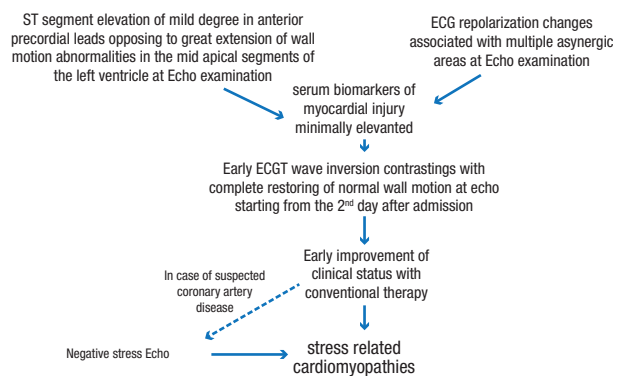 ST segment elevation of mild degree in anterior
precordial leads opposing to great extension of wall
motion abnormalities in the mid apical segments of
the left ventricle at Echo examination
ECG repolarization changes
associated with multiple asynergic
areas at Echo examination
serum biomarkers of
myocardial injury
minimally elevanted
Early ECGT wave inversion contrastings with
complete restoring of normal wall motion at echo
starting from the 2nd day after admission
Early improvement of
clinical status with
conventional therapy
In case of suspected
coronary artery
disease
Negative stress Echo
stress related
cardiomyopathies